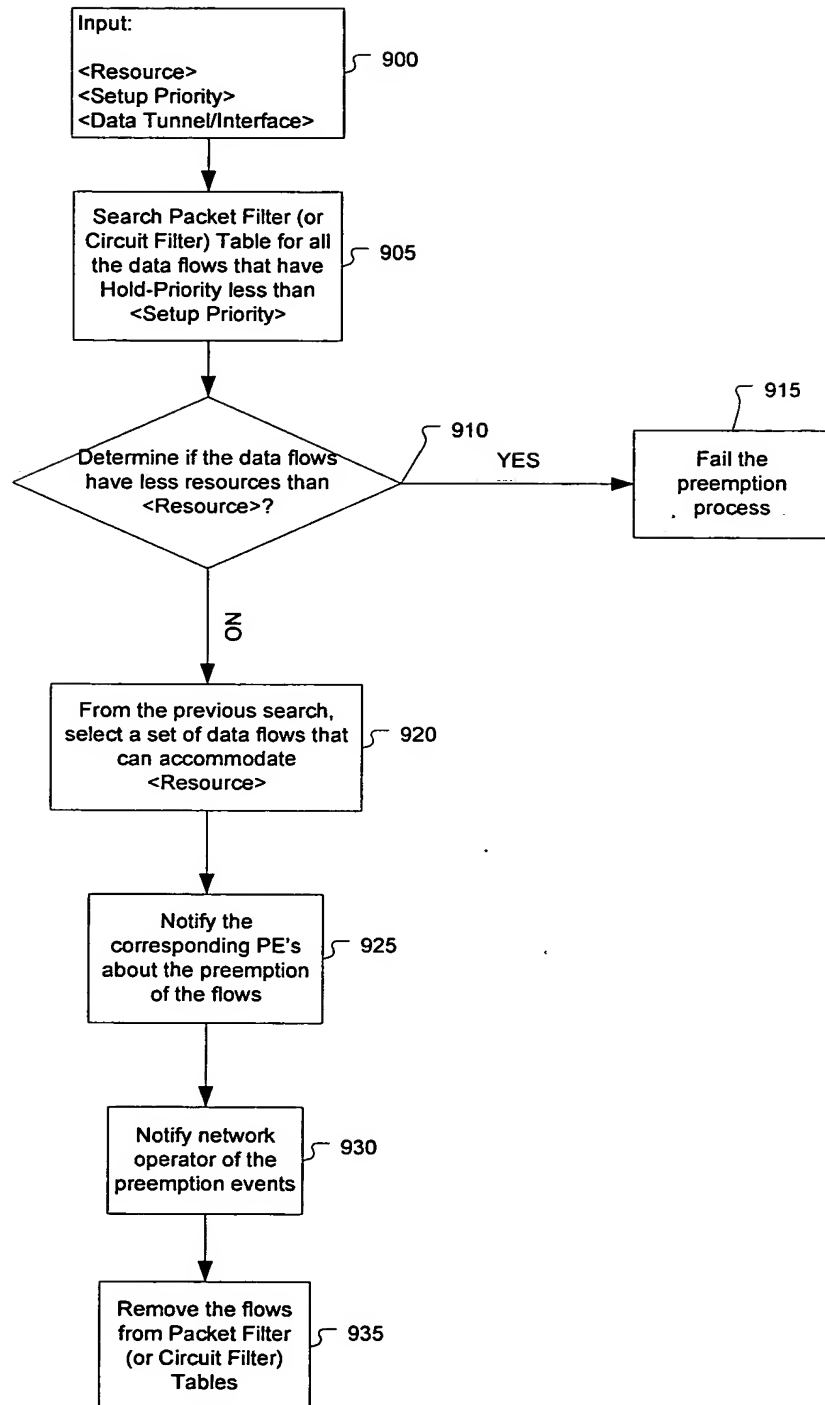 Input:
<Resource>
<Setup Priority>
<Data Tunnel/Interface>
900
Search Packet Filter (or
Circuit Filter) Table for all
the data flows that have
Hold-Priority less than
<Setup Priority>
905
Determine if the data flows
have less resources than
<Resource>?
910
YES
915
Fail the
preemption
process
NO
From the previous search,
select a set of data flows that
can accommodate
<Resource>
920
Notify the
corresponding PE's
about the preemption
of the flows
925
Notify network
operator of the
preemption events
930
Remove the flows
from Packet Filter
(or Circuit Filter)
Tables
935